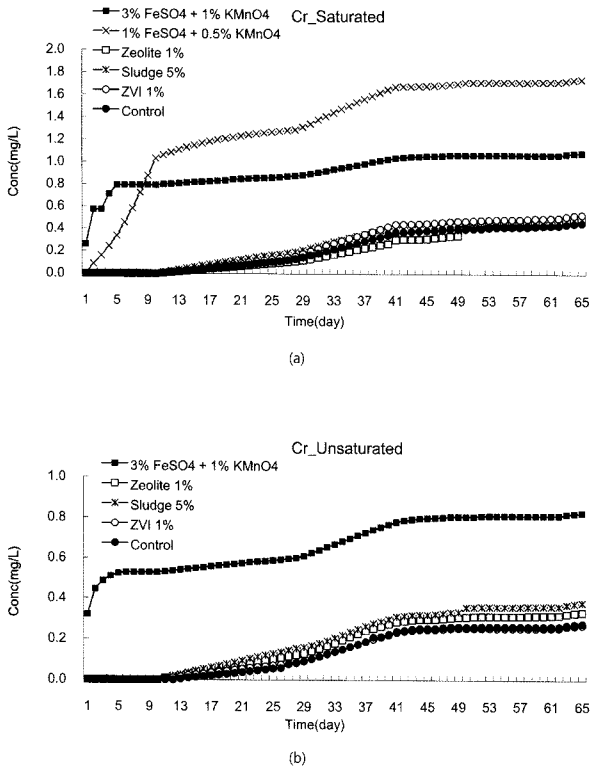 Cr_Saturated
3% FeSO4 + 1% KMnO4
1% FeSO4 + 0.5% KMnO4
Zeolite 1%
Sludge 5%
ZVI 1%
Control
Conc(mg/L)
2.0
1.8
1.6
1.4
1.2
1.0
0.8
0.6
0.4
0.2
0.0
1 5 9 13 17 21 25 29 33 37 41 45 49 53 57 61 65
Time(day)
(a)
Cr_Unsaturated
3% FeSO4 + 1% KMnO4
Zeolite 1%
Sludge 5%
ZVI 1%
Control
Conc(mg/L)
1.0
0.8
0.6
0.4
0.2
0.0
1 5 9 13 17 21 25 29 33 37 41 45 49 53 57 61 65
Time(day)
(b)